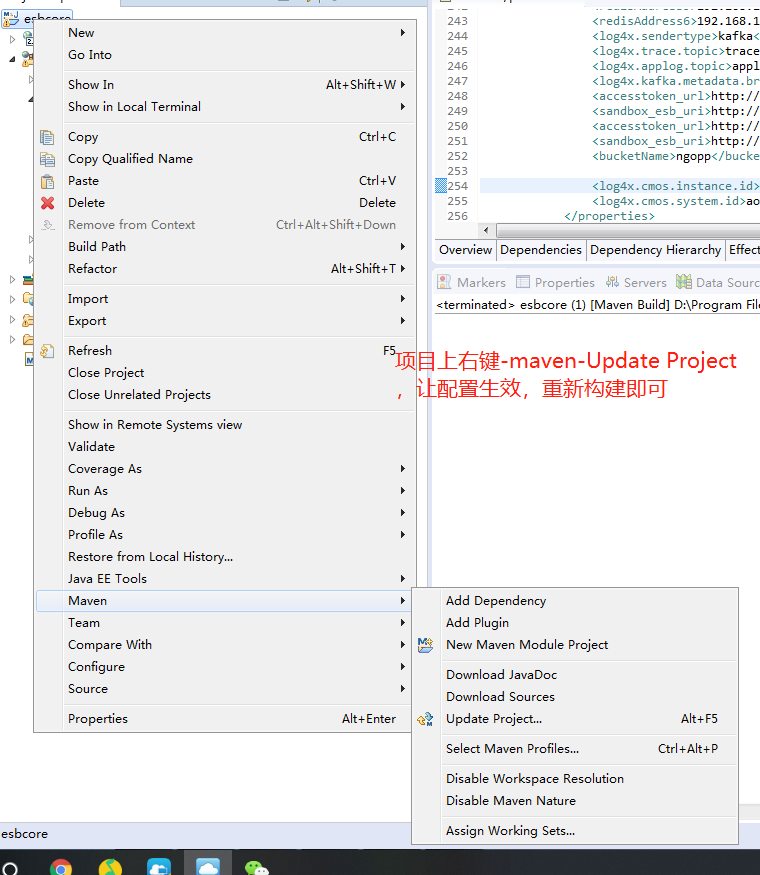 esbcore
New
Go Into
Show In Alt+Shift+W
Show in Local Terminal
Copy Ctrl+C
Copy Qualified Name
Paste Ctrl+V
Delete Delete
Remove from Context Ctrl+Alt+Shift+Down
Build Path
Refactor Alt+Shift+T
Import
Export
Refresh F5
Close Project
Close Unrelated Projects
Show in Remote Systems view
Validate
Coverage As
Run As
Debug As
Profile As
Restore from Local History...
Java EE Tools
Maven
Team
Compare With
Configure
Source
Properties Alt+Enter
243 <redisAddress6>192.168.1
244 <log4x.sendertype>kafka<
245 <log4x.trace.topic>trace
246 <log4x.applog.topic>appl
247 <log4x.kafka.metadata.br
248 <accesstoken_url>http://
249 <sandbox_esb_uri>http://
250 <accesstoken_url>http://
251 <sandbox_esb_uri>http://
252 <bucketName>ngopp</bucke
253
254 <log4x.cmos.instance.id>
255 <log4x.cmos.system.id>ao
256 </properties>
Overview Dependencies Dependency Hierarchy Effect
Markers Properties Servers Data Sourc
<terminated> esbcore (1) [Maven Build] D:\Program File
项目上右键-maven-Update Project
，让配置生效，重新构建即可
Add Dependency
Add Plugin
New Maven Module Project
Download JavaDoc
Download Sources
Update Project... Alt+F5
Select Maven Profiles... Ctrl+Alt+P
Disable Workspace Resolution
Disable Maven Nature
Assign Working Sets...
esbcore